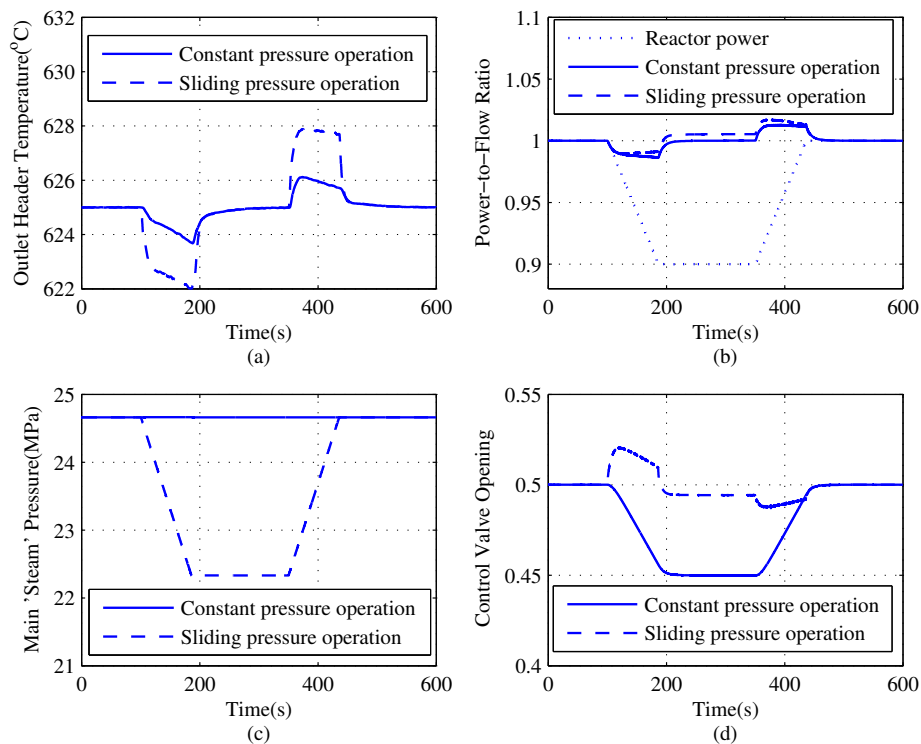 632
630
628
626
624
622
0
200
400
600
Outlet Header Temperature(°C)
Time(s)
(a)
Constant pressure operation
Sliding pressure operation
1.1
1.05
1
0.95
0.9
0
200
400
600
Power−to−Flow Ratio
Time(s)
(b)
Reactor power
Constant pressure operation
Sliding pressure operation
25
24
23
22
21
0
200
400
600
Main 'Steam' Pressure(MPa)
Time(s)
(c)
Constant pressure operation
Sliding pressure operation
0.55
0.5
0.45
0.4
0
200
400
600
Control Valve Opening
Time(s)
(d)
Constant pressure operation
Sliding pressure operation